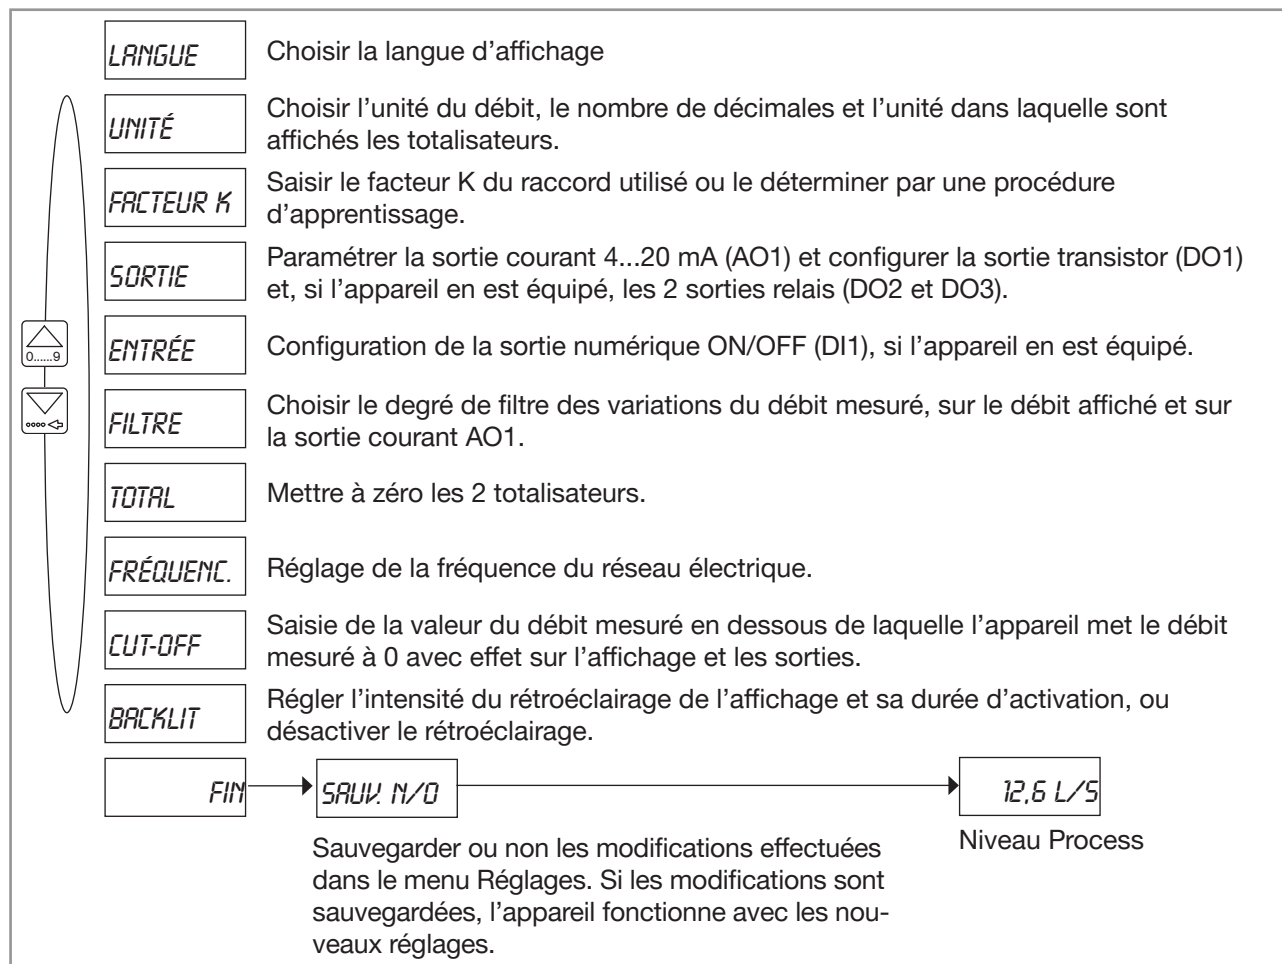 LANGUE
Choisir la langue d’affichage
UNITÉ
Choisir l’unité du débit, le nombre de décimales et l’unité dans laquelle sont
affichés les totalisateurs.
FACTEUR K
Saisir le facteur K du raccord utilisé ou le déterminer par une procédure
d’apprentissage.
SORTIE
Paramétrer la sortie courant 4...20 mA (AO1) et configurer la sortie transistor (DO1)
et, si l’appareil en est équipé, les 2 sorties relais (DO2 et DO3).
0......9
ENTRÉE
Configuration de la sortie numérique ON/OFF (DI1), si l’appareil en est équipé.
FILTRE
Choisir le degré de filtre des variations du débit mesuré, sur le débit affiché et sur
la sortie courant AO1.
TOTAL
Mettre à zéro les 2 totalisateurs.
FRÉQUENC.
Réglage de la fréquence du réseau électrique.
CUT-OFF
Saisie de la valeur du débit mesuré en dessous de laquelle l’appareil met le débit
mesuré à 0 avec effet sur l’affichage et les sorties.
BACKLIT
Régler l’intensité du rétroéclairage de l’affichage et sa durée d’activation, ou
désactiver le rétroéclairage.
FIN
SAUV. N/O
12,6 L/S
Niveau Process
Sauvegarder ou non les modifications effectuées
dans le menu Réglages. Si les modifications sont
sauvegardées, l’appareil fonctionne avec les nou-
veaux réglages.